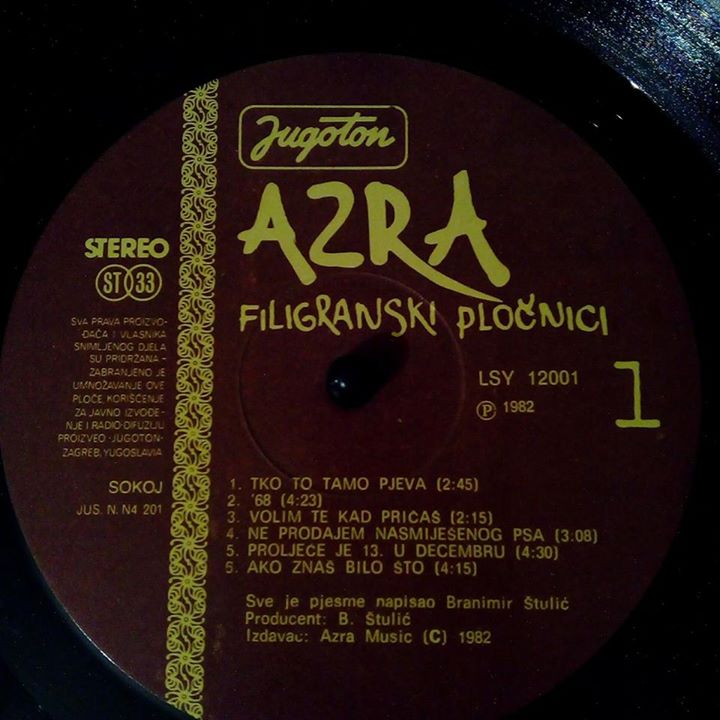 Jugoton
AZRA
FILIGRANSKI PLOČNICI
STEREO
ST 33
SVA PRAVA PROIZVO-
ĐAČA I VLASNIKA
SNIMLJENOG DJELA
SU PRIDRŽANA -
ZABRANJENO JE
UMNOŽAVANJE OVE
PLOČE, KORIŠĆENJE
ZA JAVNO IZVOĐE-
NJE I RADIO-DIFUZIJU
PROIZVEO -JUGOTON-
ZAGREB, YUGOSLAVIA
SOKOJ
JUS. N. N4 201
LSY 12001
Ⓟ 1982
1
1. TKO TO TAMO PJEVA (2:45)
2. '68 (4:23)
3. VOLIM TE KAD PRIČAŠ (2:15)
4. NE PRODAJEM NASMIJEŠENOG PSA (3:08)
5. PROLJEĆE JE 13. U DECEMBRU (4:30)
6. AKO ZNAŠ BILO ŠTO (4:15)
Sve je pjesme napisao Branimir Štulić
Producent: B. Štulić
Izdavač: Azra Music (C) 1982